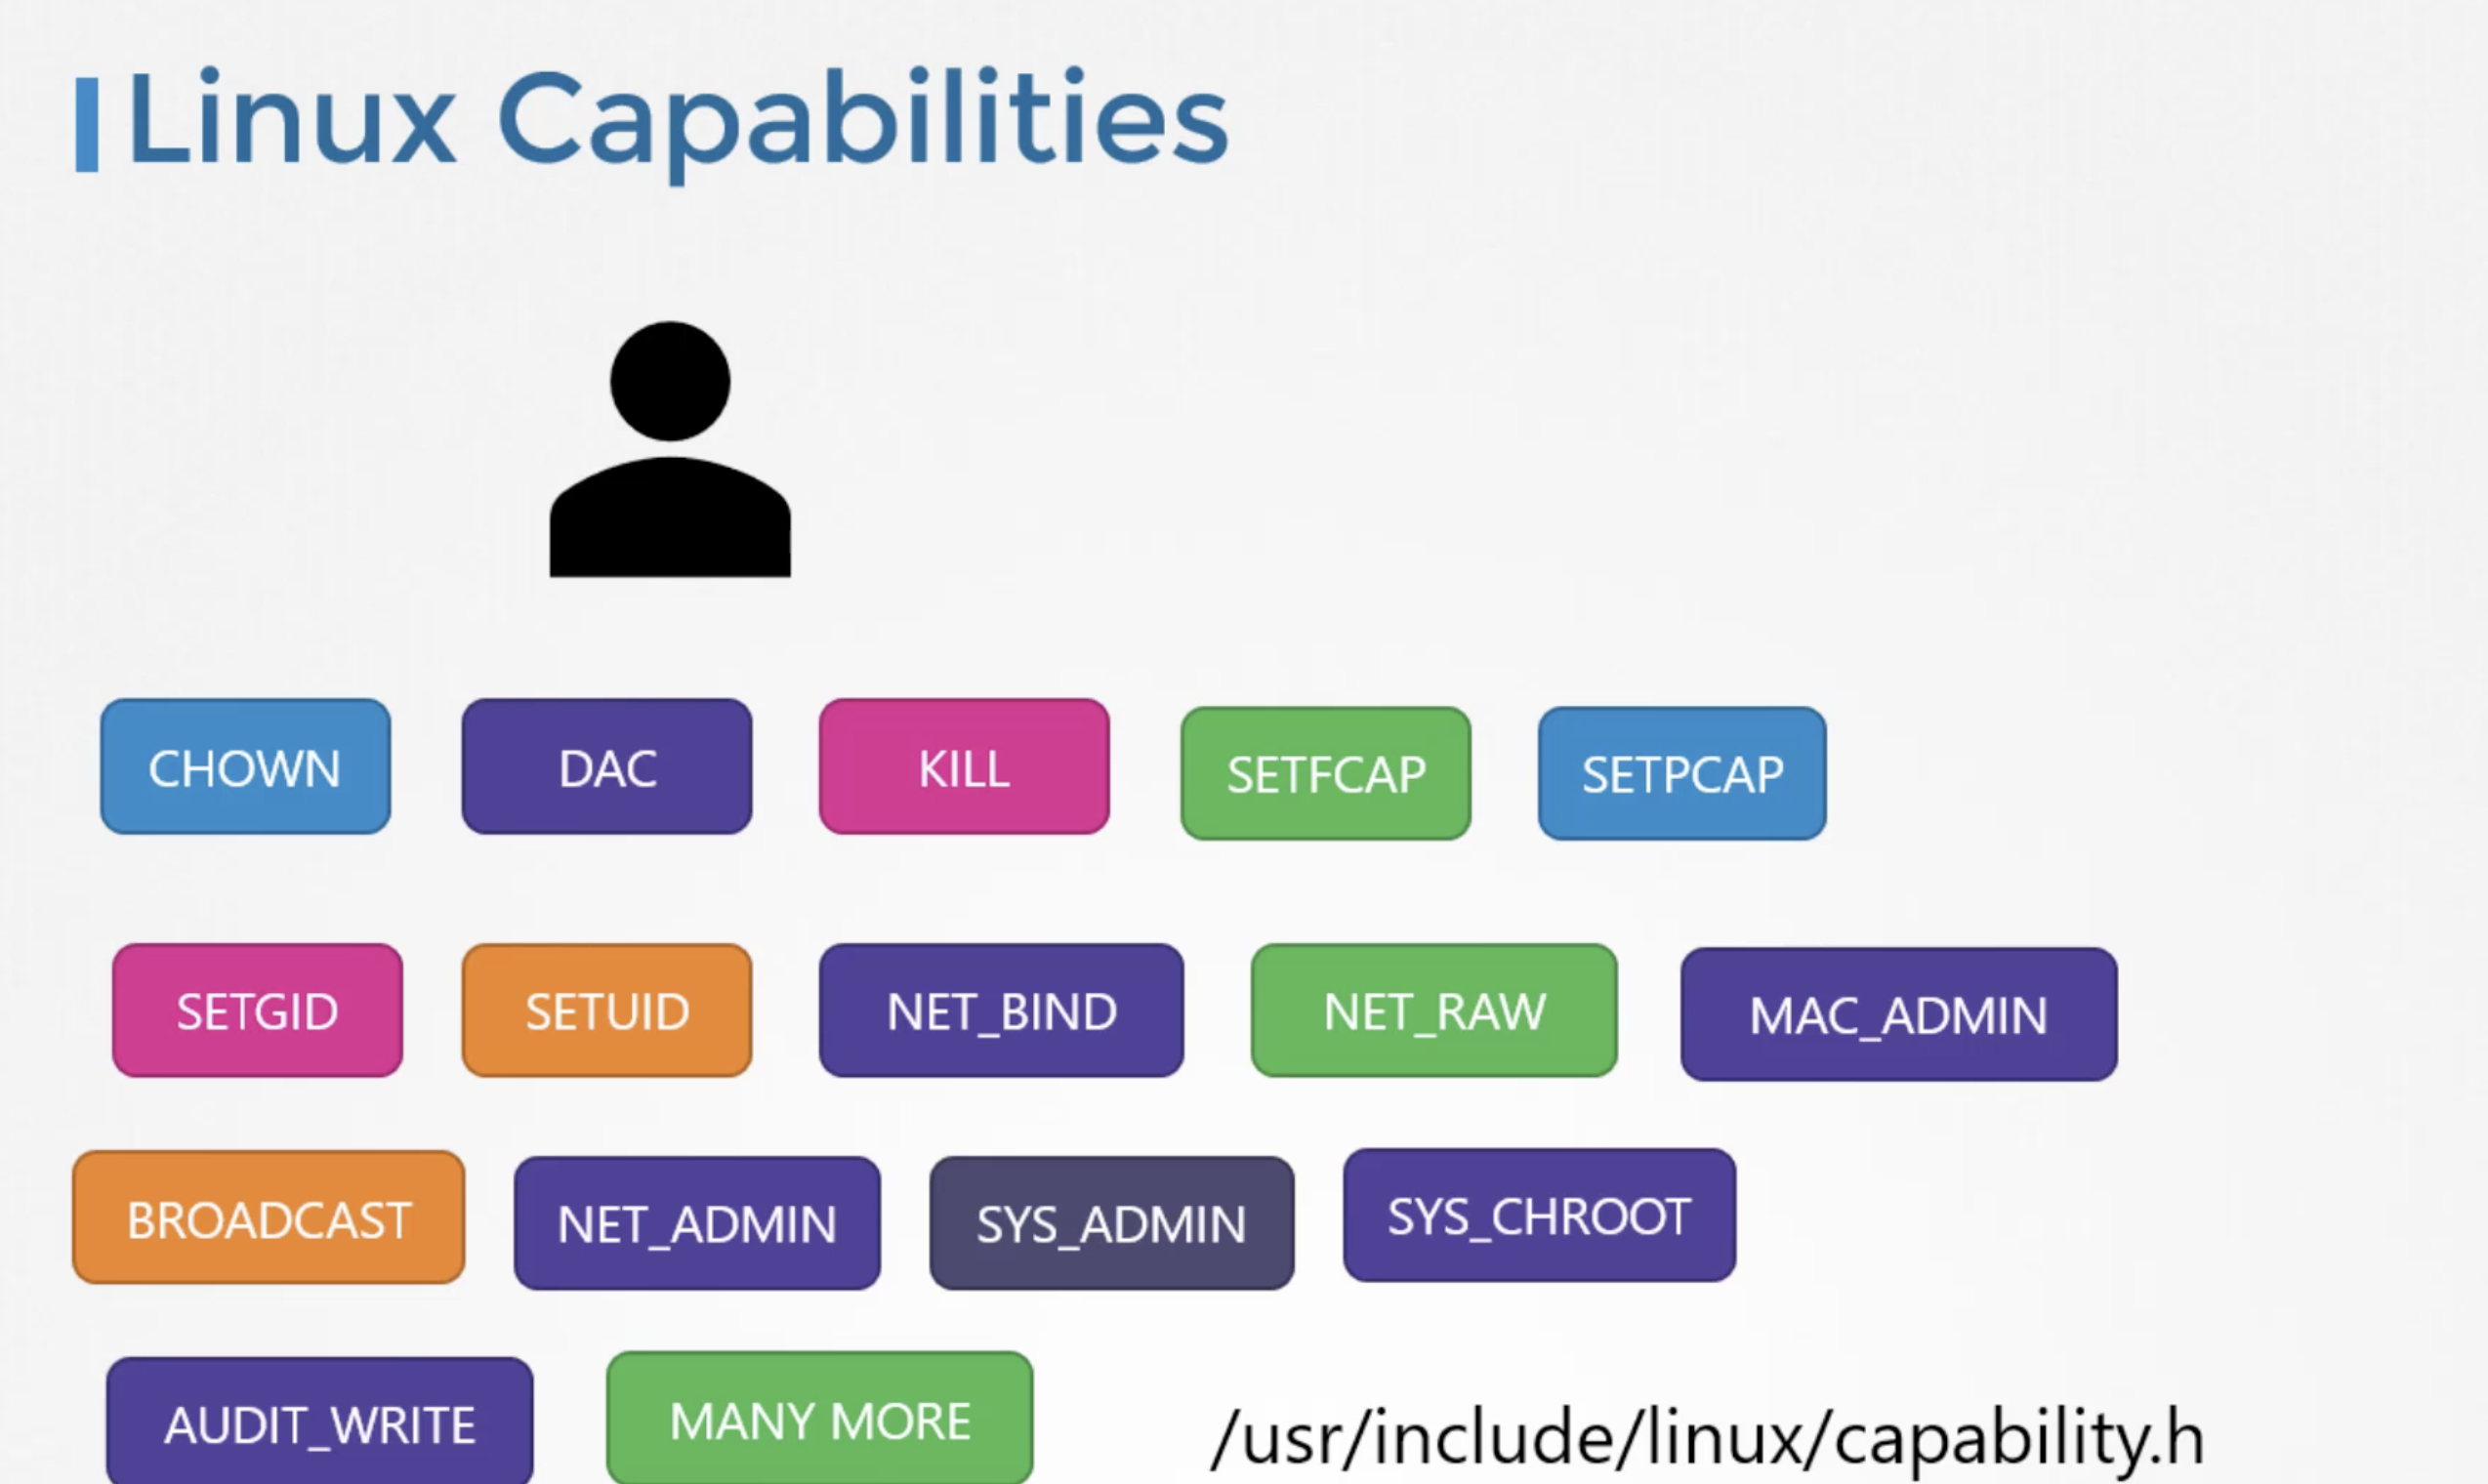 Linux Capabilities
CHOWN
DAC
KILL
SETFCAP
SETPCAP
SETGID
SETUID
NET_BIND
NET_RAW
MAC_ADMIN
BROADCAST
NET_ADMIN
SYS_ADMIN
SYS_CHROOT
AUDIT_WRITE
MANY MORE
/usr/include/linux/capability.h